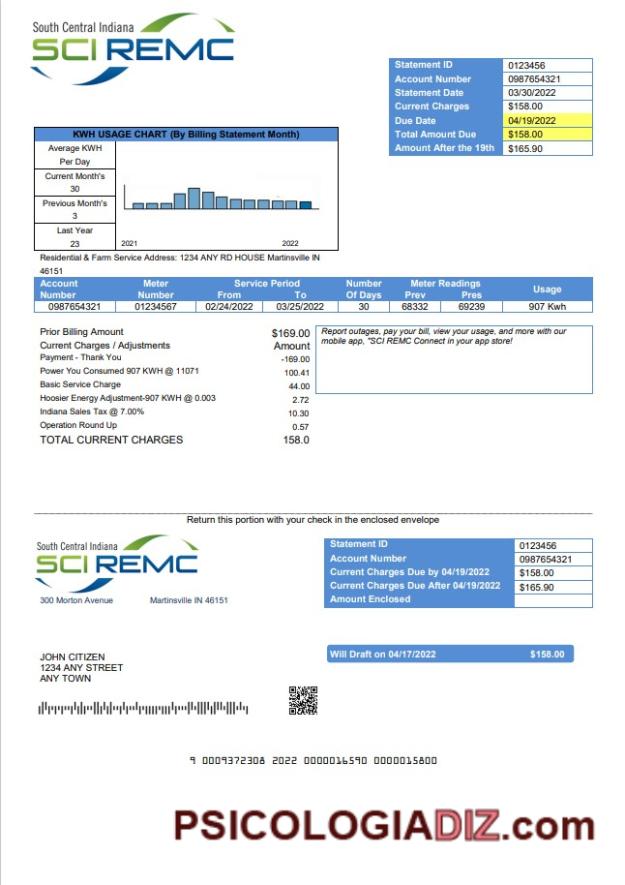 South Central Indiana
SCI REMC
Statement ID 0123456
Account Number 0987654321
Statement Date 03/30/2022
Current Charges $158.00
Due Date 04/19/2022
Total Amount Due $158.00
Amount After the 19th $165.90
KWH USAGE CHART (By Billing Statement Month)
Average KWH
Per Day
Current Month's
30
Previous Month's
3
Last Year
23
2021 2022
Residential & Farm Service Address: 1234 ANY RD HOUSE Martinsville IN
46151
Account Meter Service Period Number Meter Readings Usage
Number Number From To Of Days Prev Pres
0987654321 01234567 02/24/2022 03/25/2022 30 68332 69239 907 Kwh
Prior Billing Amount $169.00
Current Charges / Adjustments Amount
Payment - Thank You -169.00
Power You Consumed 907 KWH @ 11071 100.41
Basic Service Charge 44.00
Hoosier Energy Adjustment-907 KWH @ 0.003 2.72
Indiana Sales Tax @ 7.00% 10.30
Operation Round Up 0.57
TOTAL CURRENT CHARGES 158.0
Report outages, pay your bill, view your usage, and more with our
mobile app, "SCI REMC Connect in your app store!
Return this portion with your check in the enclosed envelope
South Central Indiana
SCI REMC
300 Morton Avenue Martinsville IN 46151
Statement ID 0123456
Account Number 0987654321
Current Charges Due by 04/19/2022 $158.00
Current Charges Due After 04/19/2022 $165.90
Amount Enclosed
Will Draft on 04/17/2022 $158.00
JOHN CITIZEN
1234 ANY STREET
ANY TOWN
9 0009372308 2022 0000016590 0000015800
PSICOLOGIADIZ.com